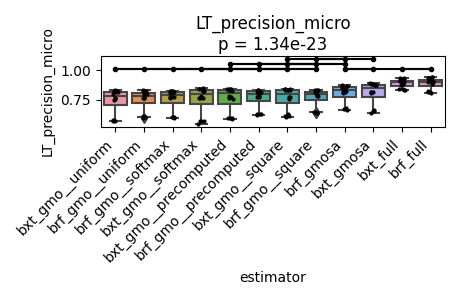 LT_precision_micro
p = 1.34e-23
LT_precision_micro
1.00
0.75
bxt_gmo__uniform
brf_gmo__uniform
brf_gmo__softmax
bxt_gmo__softmax
bxt_gmo__precomputed
brf_gmo__precomputed
bxt_gmo__square
brf_gmo__square
brf_gmosa
bxt_gmosa
bxt_full
brf_full
estimator